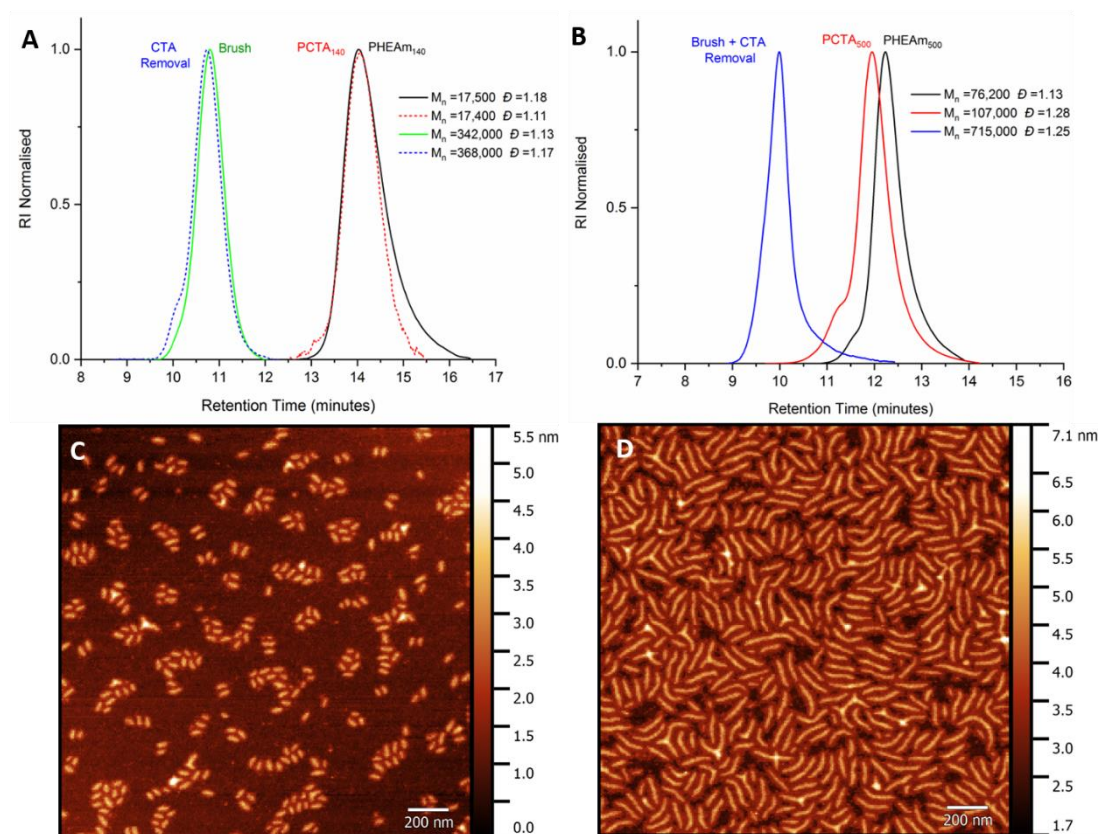 A
CTA
Removal
Brush
PCTA₁₄₀
PHEAm₁₄₀
Mₙ =17,500 Đ =1.18
Mₙ =17,400 Đ =1.11
Mₙ =342,000 Đ =1.13
Mₙ =368,000 Đ =1.17
1.0
0.5
0.0
RI Normalised
8 9 10 11 12 13 14 15 16 17
Retention Time (minutes)
B
Brush + CTA
Removal
PCTA₅₀₀
PHEAm₅₀₀
Mₙ =76,200 Đ =1.13
Mₙ =107,000 Đ =1.28
Mₙ =715,000 Đ =1.25
1.0
0.5
0.0
RI Normalised
7 8 9 10 11 12 13 14 15 16
Retention Time (minutes)
C
200 nm
5.5 nm
5.0
4.5
4.0
3.5
3.0
2.5
2.0
1.5
1.0
0.0
D
200 nm
7.1 nm
6.5
6.0
5.5
5.0
4.5
4.0
3.5
3.0
2.5
1.7